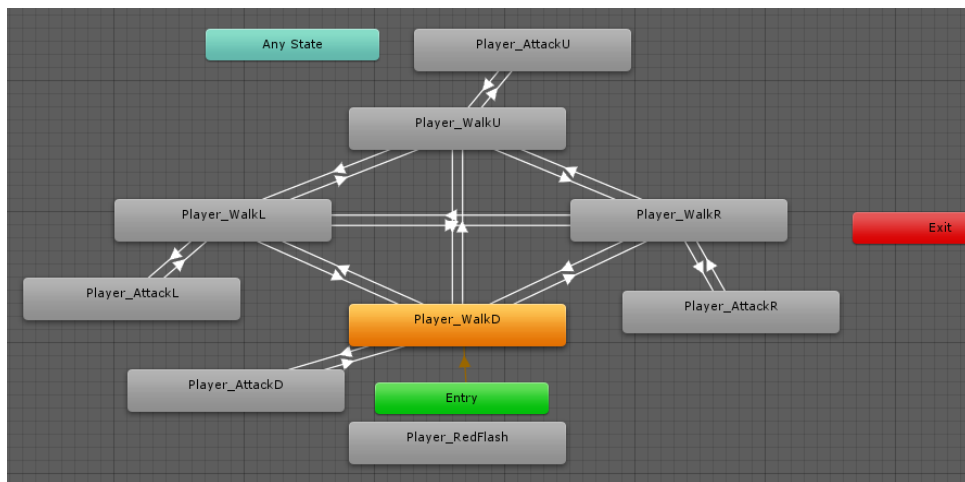 Any State
Player_AttackU
Player_WalkU
Player_WalkL
Player_WalkR
Exit
Player_AttackL
Player_AttackR
Player_WalkD
Player_AttackD
Entry
Player_RedFlash